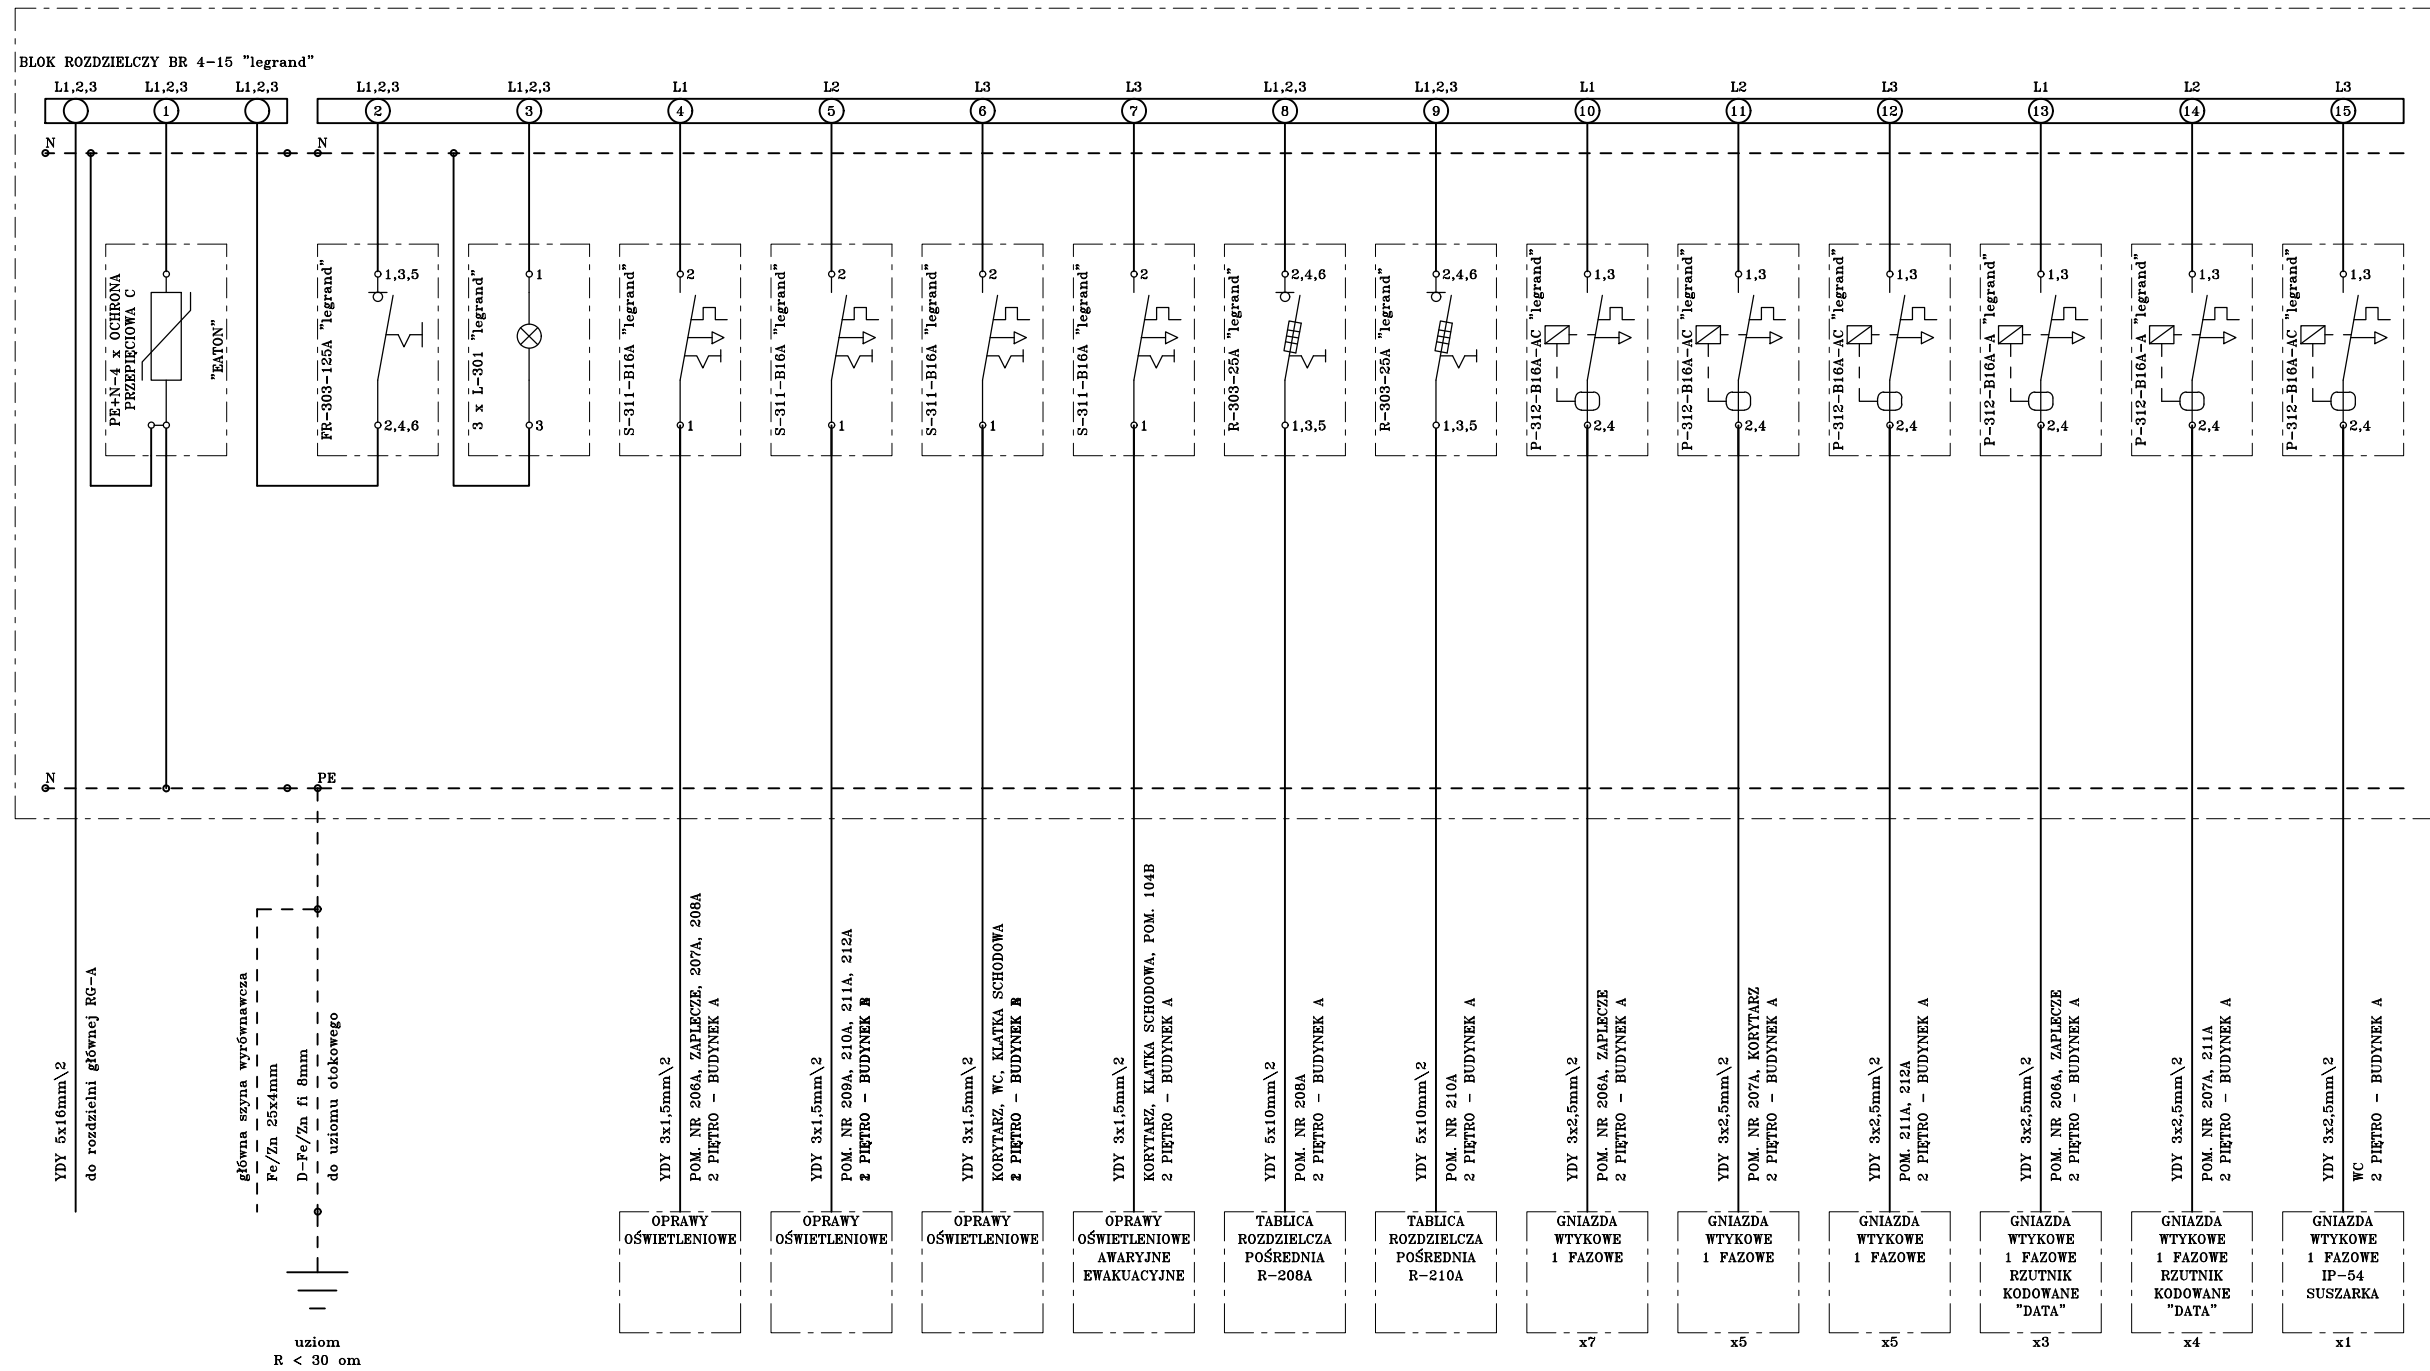 BLOK ROZDZIELCZY BR 4-15 "legrand"
L1,2,3 L1,2,3 L1,2,3 L1,2,3 L1,2,3 L1 L2 L3 L3 L1,2,3 L1,2,3 L1 L2 L3 L1 L2 L3
1 2 3 4 5 6 7 8 9 10 11 12 13 14 15
N N
PE+N-4 x OCHRONA
PRZEPIĘCIOWA C
"EATON"
FR-303-125A "legrand"
1,3,5
2,4,6
3 x L-301 "legrand"
1
3
S-311-B16A "legrand"
2
1
S-311-B16A "legrand"
2
1
S-311-B16A "legrand"
2
1
S-311-B16A "legrand"
2
1
R-303-25A "legrand"
2,4,6
1,3,5
R-303-25A "legrand"
2,4,6
1,3,5
P-312-B16A-AC "legrand"
1,3
2,4
P-312-B16A-AC "legrand"
1,3
2,4
P-312-B16A-AC "legrand"
1,3
2,4
P-312-B16A-A "legrand"
1,3
2,4
P-312-B16A-A "legrand"
1,3
2,4
P-312-B16A-AC "legrand"
1,3
2,4
N PE
YDY 5x16mm\2
do rozdzielni głównej RG-A
główna szyna wyrównawcza
Fe/Zn 25x4mm
D-Fe/Zn fi 8mm
do uziomu otokowego
uziom
R < 30 om
YDY 3x1,5mm\2
POM. NR 206A, ZAPLECZE, 207A, 208A
2 PIĘTRO - BUDYNEK A
OPRAWY
OŚWIETLENIOWE
YDY 3x1,5mm\2
POM. NR 209A, 210A, 211A, 212A
PIĘTRO - BUDYNEK
OPRAWY
OŚWIETLENIOWE
YDY 3x1,5mm\2
KORYTARZ, WC, KLATKA SCHODOWA
PIĘTRO - BUDYNEK
OPRAWY
OŚWIETLENIOWE
YDY 3x1,5mm\2
KORYTARZ, KLATKA SCHODOWA, POM. 104B
2 PIĘTRO - BUDYNEK A
OPRAWY
OŚWIETLENIOWE
AWARYJNE
EWAKUACYJNE
YDY 5x10mm\2
POM. NR 208A
2 PIĘTRO - BUDYNEK A
TABLICA
ROZDZIELCZA
POŚREDNIA
R-208A
YDY 5x10mm\2
POM. NR 210A
2 PIĘTRO - BUDYNEK A
TABLICA
ROZDZIELCZA
POŚREDNIA
R-210A
YDY 3x2,5mm\2
POM. NR 206A, ZAPLECZE
2 PIĘTRO - BUDYNEK A
GNIAZDA
WTYKOWE
1 FAZOWE
x7
YDY 3x2,5mm\2
POM. NR 207A, KORYTARZ
2 PIĘTRO - BUDYNEK A
GNIAZDA
WTYKOWE
1 FAZOWE
x5
YDY 3x2,5mm\2
POM. 211A, 212A
2 PIĘTRO - BUDYNEK A
GNIAZDA
WTYKOWE
1 FAZOWE
x5
YDY 3x2,5mm\2
POM. NR 206A, ZAPLECZE
2 PIĘTRO - BUDYNEK A
GNIAZDA
WTYKOWE
1 FAZOWE
RZUTNIK
KODOWANE
"DATA"
x3
YDY 3x2,5mm\2
POM. NR 207A, 211A
2 PIĘTRO - BUDYNEK A
GNIAZDA
WTYKOWE
1 FAZOWE
RZUTNIK
KODOWANE
"DATA"
x4
YDY 3x2,5mm\2
WC
2 PIĘTRO - BUDYNEK A
GNIAZDA
WTYKOWE
1 FAZOWE
IP-54
SUSZARKA
x1